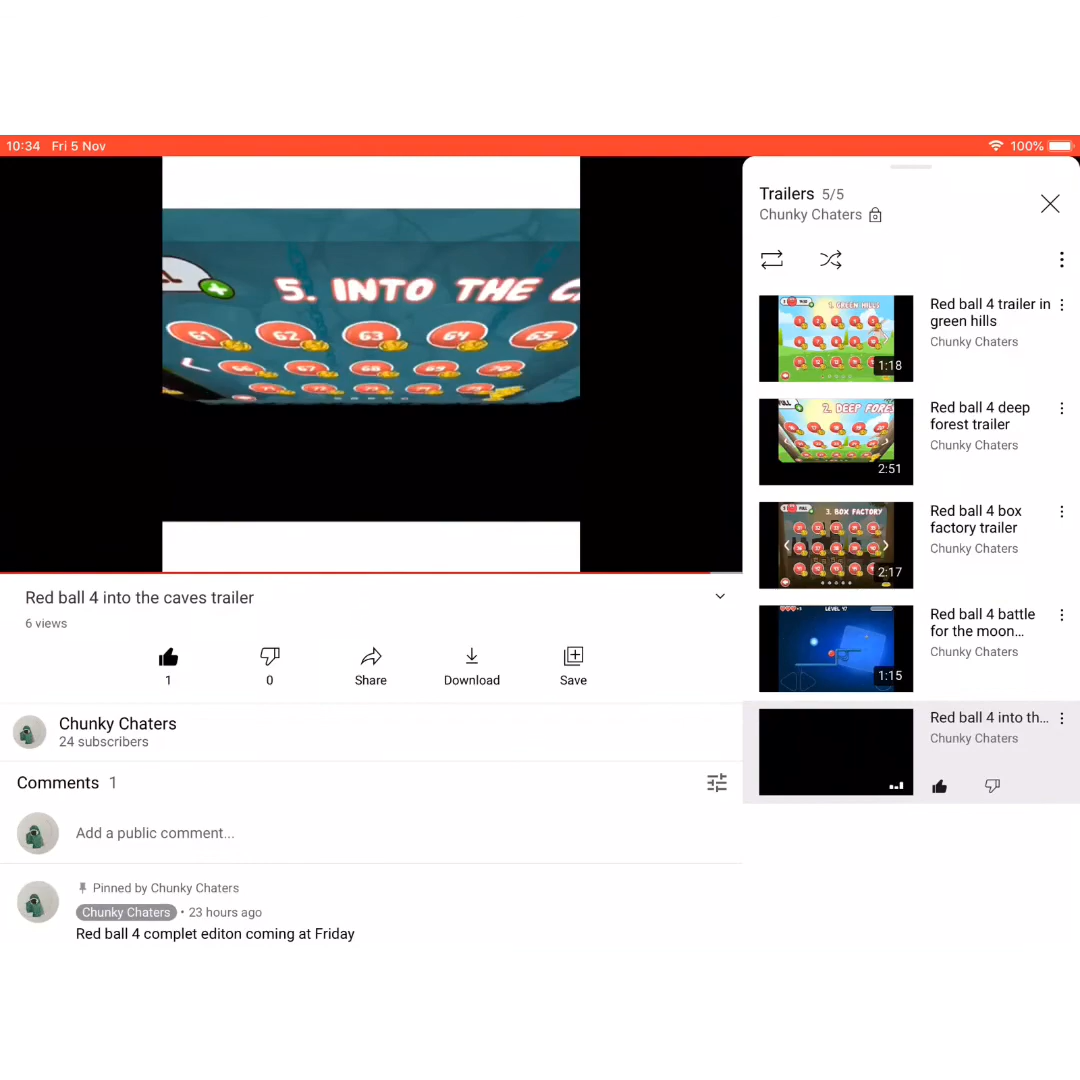 10:34 Fri 5 Nov
100%
5. INTO THE C
61 62 63 64 65
66 67 68 69 70
Red ball 4 into the caves trailer
6 views
1
0
Share
Download
Save
Chunky Chaters
24 subscribers
Comments 1
Add a public comment...
Pinned by Chunky Chaters
Chunky Chaters • 23 hours ago
Red ball 4 complet editon coming at Friday
Trailers 5/5
Chunky Chaters
1. GREEN HILLS
1:18
Red ball 4 trailer in
green hills
Chunky Chaters
2. DEEP FORES
2:51
Red ball 4 deep
forest trailer
Chunky Chaters
3. BOX FACTORY
2:17
Red ball 4 box
factory trailer
Chunky Chaters
LEVEL 47
1:15
Red ball 4 battle
for the moon...
Chunky Chaters
Red ball 4 into th...
Chunky Chaters